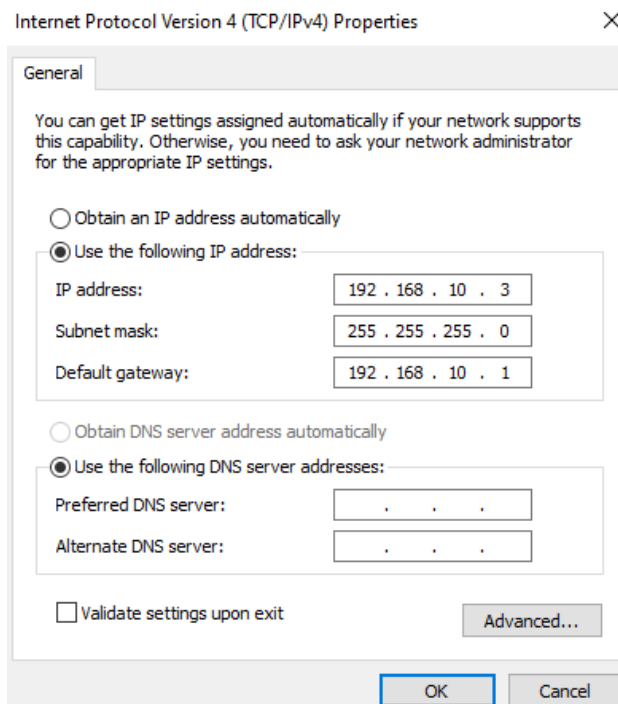 Internet Protocol Version 4 (TCP/IPv4) Properties
General
You can get IP settings assigned automatically if your network supports
this capability. Otherwise, you need to ask your network administrator
for the appropriate IP settings.
Obtain an IP address automatically
Use the following IP address:
IP address: 192 . 168 . 10 . 3
Subnet mask: 255 . 255 . 255 . 0
Default gateway: 192 . 168 . 10 . 1
Obtain DNS server address automatically
Use the following DNS server addresses:
Preferred DNS server: . . .
Alternate DNS server: . . .
Validate settings upon exit
Advanced...
OK Cancel